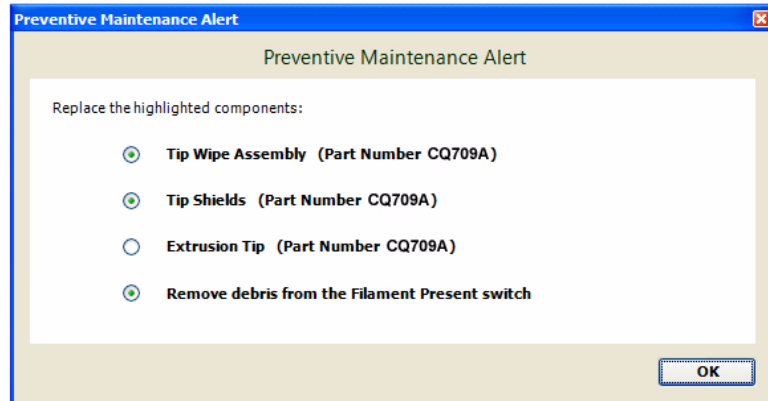 Preventive Maintenance Alert
Preventive Maintenance Alert
Replace the highlighted components:
Tip Wipe Assembly (Part Number CQ709A)
Tip Shields (Part Number CQ709A)
Extrusion Tip (Part Number CQ709A)
Remove debris from the Filament Present switch
OK